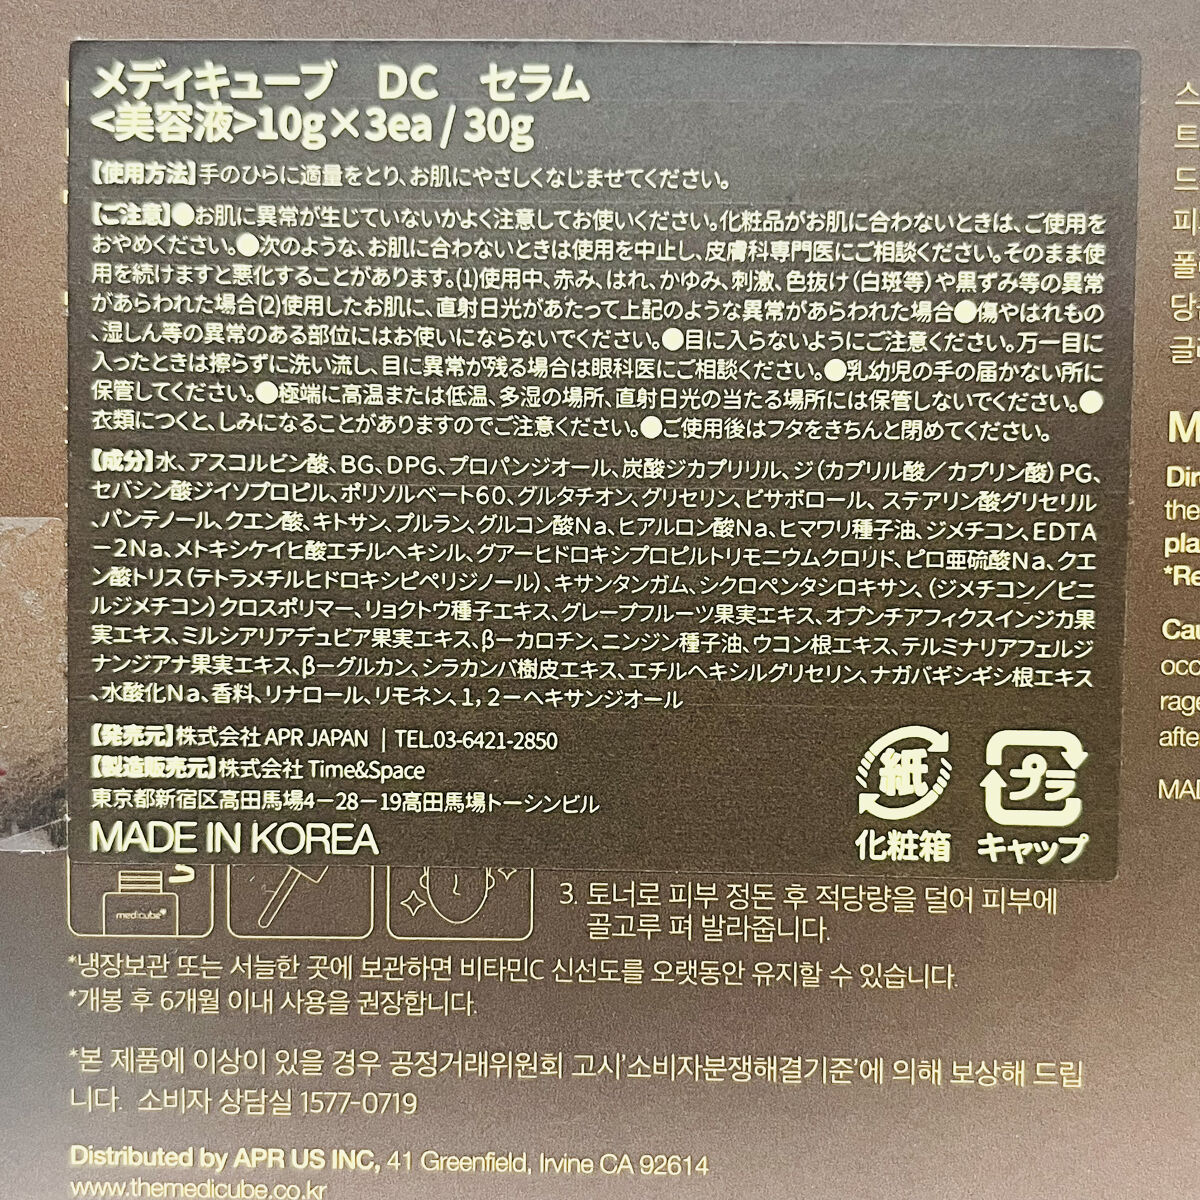 メディキューブ　DC　セラム
<美容液>10g×3ea / 30g
【使用方法】手のひらに適量をとり、お肌にやさしくなじませてください。
【ご注意】●お肌に異常が生じていないかよく注意してお使いください。化粧品がお肌に合わないときは、ご使用を
おやめください。●次のような、お肌に合わないときは使用を中止し、皮膚科専門医にご相談ください。そのまま使
用を続けますと悪化することがあります。(1)使用中、赤み、はれ、かゆみ、刺激、色抜け（白斑等）や黒ずみ等の異常
があらわれた場合(2)使用したお肌に、直射日光があたって上記のような異常があらわれた場合●傷やはれもの
、湿しん等の異常のある部位にはお使いにならないでください。●目に入らないようにご注意ください。万一目に
入ったときは擦らずに洗い流し、目に異常が残る場合は眼科医にご相談ください。●乳幼児の手の届かない所に
保管してください。●極端に高温または低温、多湿の場所、直射日光の当たる場所には保管しないでください。●
衣類につくと、しみになることがありますのでご注意ください。●ご使用後はフタをきちんと閉めてください。
【成分】水、アスコルビン酸、BG、DPG、プロパンジオール、炭酸ジカプリリル、ジ（カプリル酸／カプリン酸）PG、
セバシン酸ジイソプロピル、ポリソルベート60、グルタチオン、グリセリン、ビサボロール、ステアリン酸グリセリル
、パンテノール、クエン酸、キトサン、プルラン、グルコン酸Na、ヒアルロン酸Na、ヒマワリ種子油、ジメチコン、EDTA
ー2Na、メトキシケイヒ酸エチルヘキシル、グアーヒドロキシプロピルトリモニウムクロリド、ピロ亜硫酸Na、クエ
ン酸トリス（テトラメチルヒドロキシピペリジノール）、キサンタンガム、シクロペンタシロキサン、（ジメチコン／ビニ
ルジメチコン）クロスポリマー、リョクトウ種子エキス、グレープフルーツ果実エキス、オプンチアフィクスインジカ果
実エキス、ミルシアリアデュビア果実エキス、βーカロチン、ニンジン種子油、ウコン根エキス、テルミナリアフェルジ
ナンジアナ果実エキス、βーグルカン、シラカンバ樹皮エキス、エチルヘキシルグリセリン、ナガバギシギシ根エキス
、水酸化Na、香料、リナロール、リモネン、1，2ーヘキサンジオール
【発売元】株式会社 APR JAPAN | TEL.03-6421-2850
【製造販売元】株式会社 Time&Space
東京都新宿区高田馬場4－28－19高田馬場トーシンビル
MADE IN KOREA
紙
プラ
化粧箱
キャップ
medicube
3. 토너로 피부 정돈 후 적당량을 덜어 피부에
골고루 펴 발라줍니다.
*냉장보관 또는 서늘한 곳에 보관하면 비타민C 신선도를 오랫동안 유지할 수 있습니다.
*개봉 후 6개월 이내 사용을 권장합니다.
*본 제품에 이상이 있을 경우 공정거래위원회 고시'소비자분쟁해결기준'에 의해 보상해 드립
니다. 소비자 상담실 1577-0719
Distributed by APR US INC, 41 Greenfield, Irvine CA 92614
www.themedicube.co.kr
스
트
드